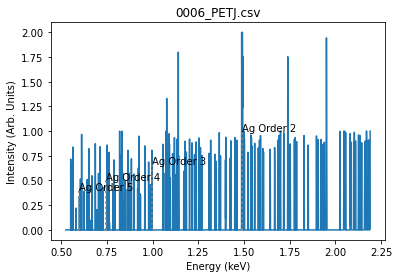 0006_PETJ.csv
Intensity (Arb. Units)
2.00
1.75
1.50
1.25
1.00
0.75
0.50
0.25
0.00
Ag Order 2
Ag Order 3
Ag Order 4
Ag Order 5
0.50 0.75 1.00 1.25 1.50 1.75 2.00 2.25
Energy (keV)